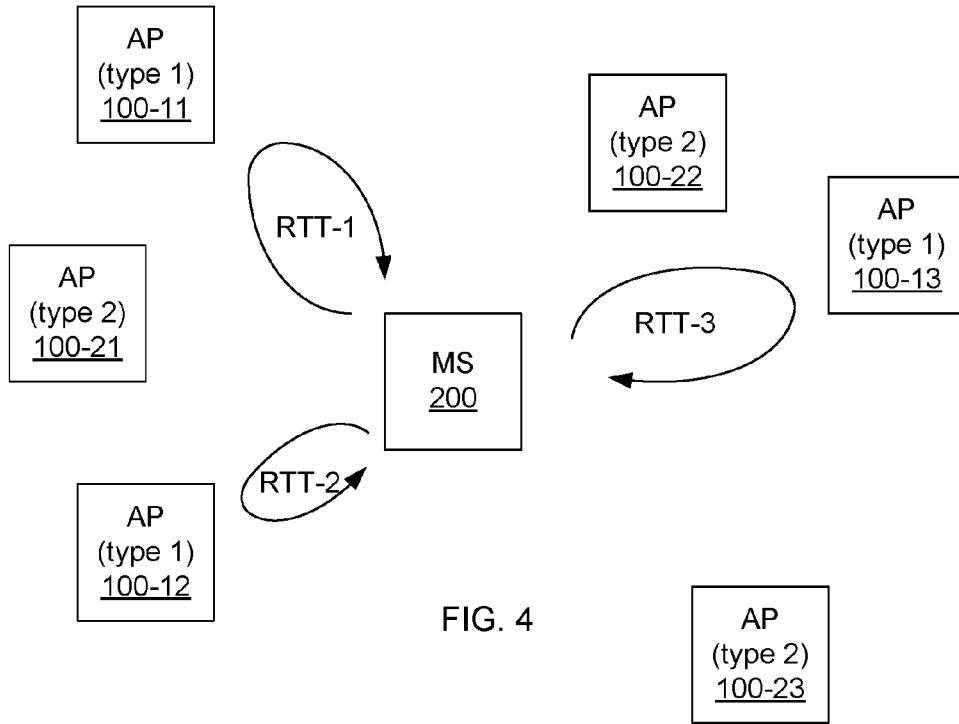 AP
(type 1)
100-11
AP
(type 2)
100-22
AP
(type 1)
100-13
RTT-1
AP
(type 2)
100-21
RTT-3
MS
200
RTT-2
AP
(type 1)
100-12
AP
(type 2)
100-23
FIG. 4